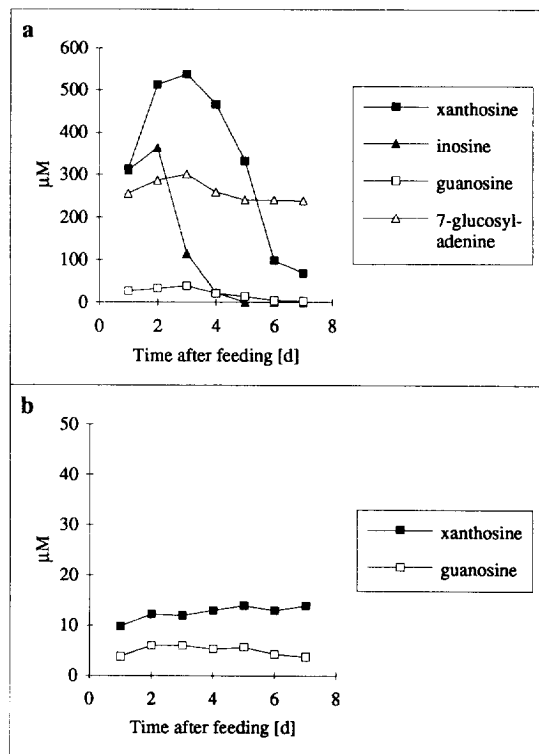 a
600
500
400
300
200
100
0
µM
0 2 4 6 8
Time after feeding [d]
xanthosine
inosine
guanosine
7-glucosyl-
adenine
b
50
40
30
20
10
0
µM
0 2 4 6 8
Time after feeding [d]
xanthosine
guanosine